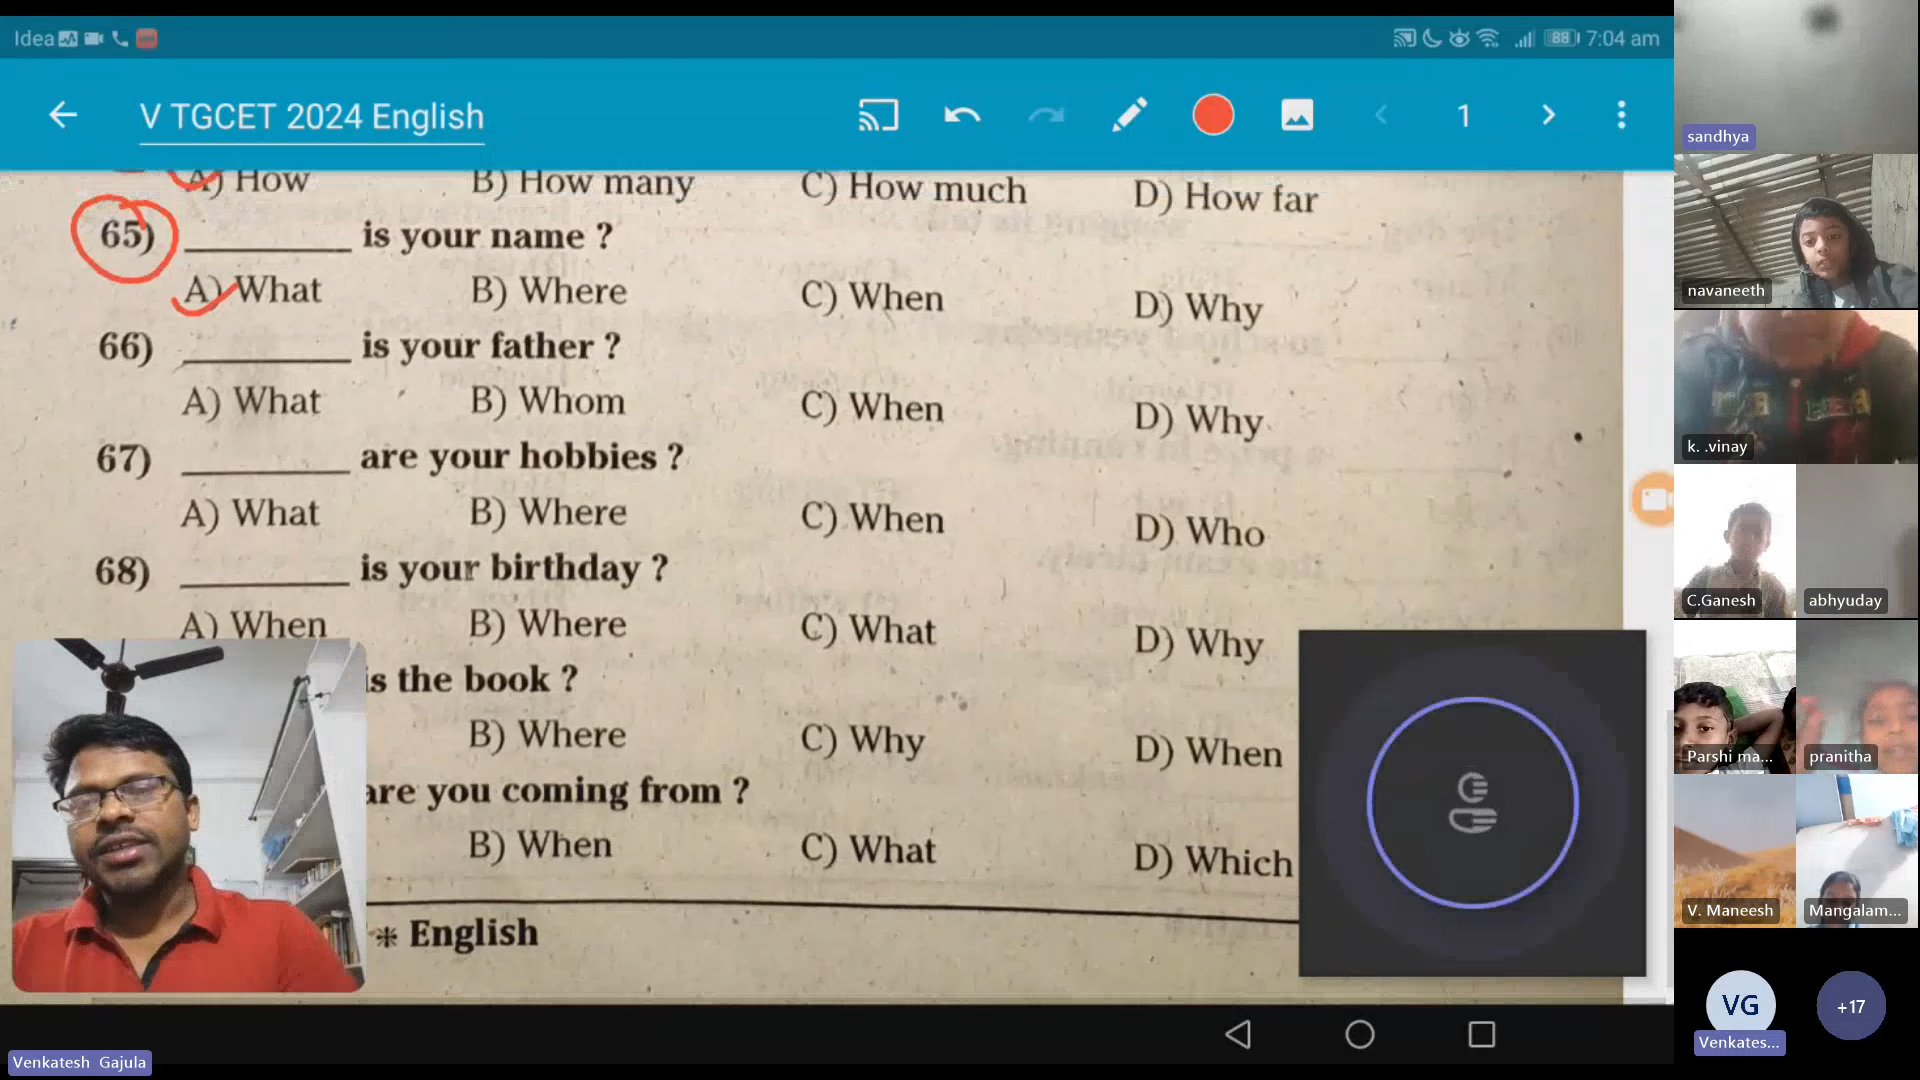 Idea
88 7:04 am
V TGCET 2024 English
1
A) How B) How many C) How much D) How far
65) ________ is your name ?
A) What B) Where C) When D) Why
66) ________ is your father ?
A) What B) Whom C) When D) Why
67) ________ are your hobbies ?
A) What B) Where C) When D) Who
68) ________ is your birthday ?
A) When B) Where C) What D) Why
is the book ?
B) Where C) Why D) When
are you coming from ?
B) When C) What D) Which
* English
Venkatesh Gajula
sandhya
navaneeth
k. .vinay
C.Ganesh
abhyuday
Parshi ma...
pranitha
V. Maneesh
Mangalam...
VG
Venkates...
+17